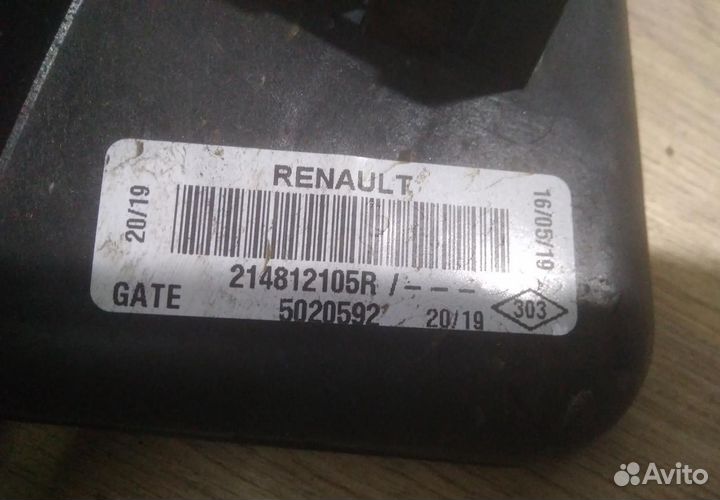 RENAULT
20/19
16/05/19
214812105R /- - -
GATE
5020592
20/19
303
Avito